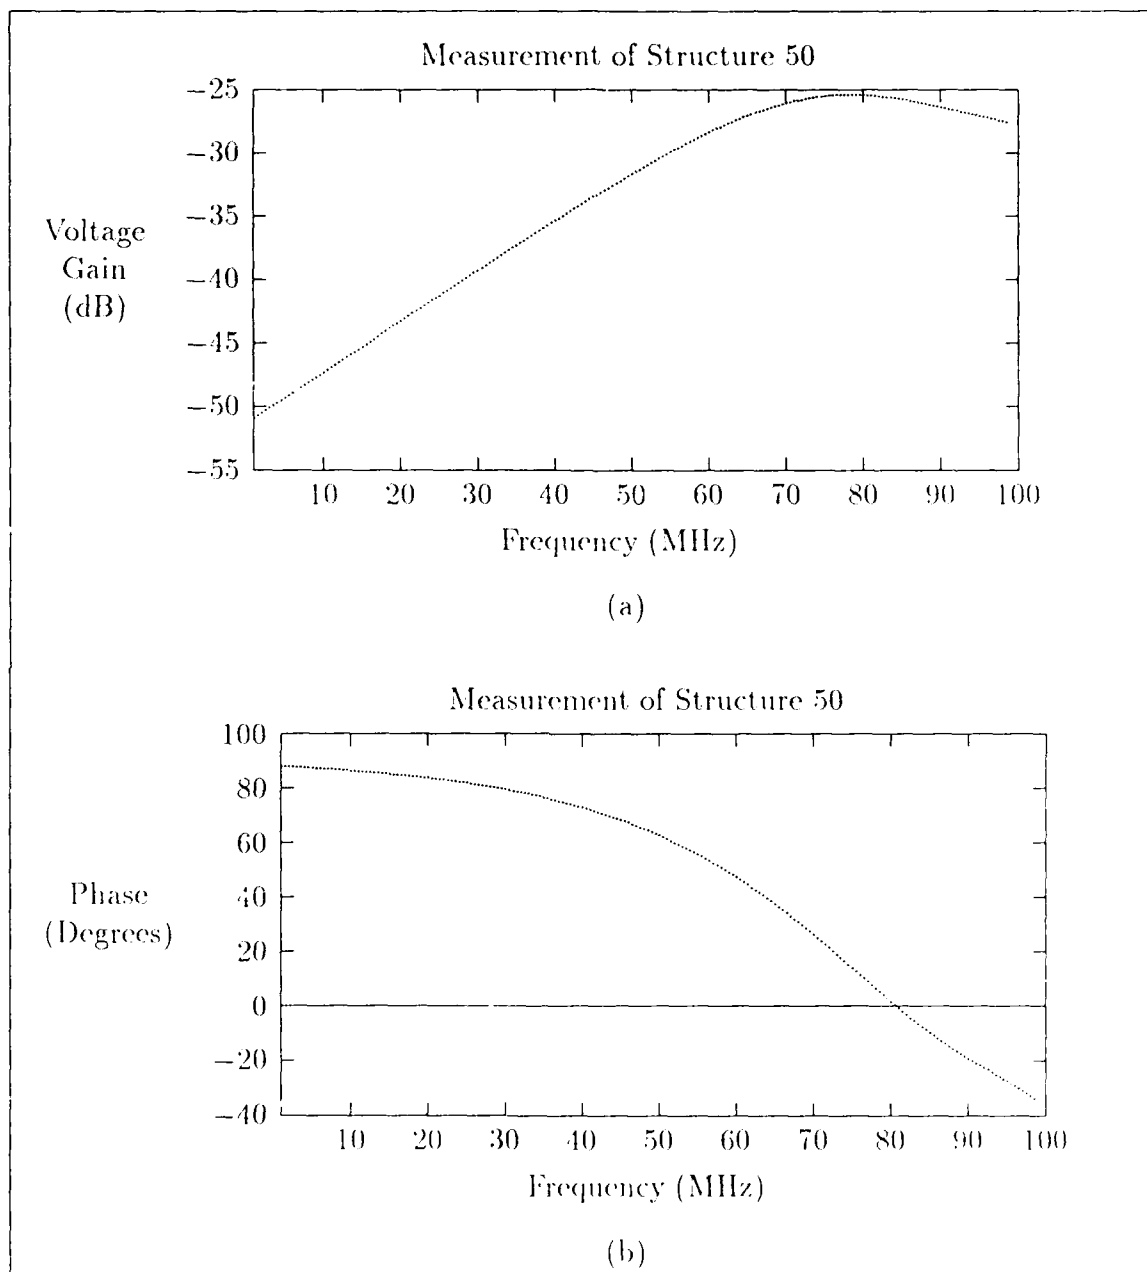 Measurement of Structure 50
−25
−30
−35
−40
−45
−50
−55
Voltage
Gain
(dB)
10 20 30 40 50 60 70 80 90 100
Frequency (MHz)
(a)
Measurement of Structure 50
100
80
60
40
20
0
−20
−40
Phase
(Degrees)
10 20 30 40 50 60 70 80 90 100
Frequency (MHz)
(b)